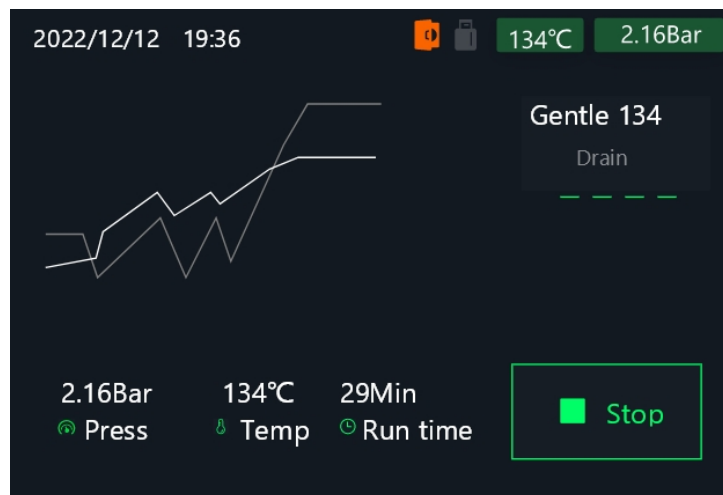 2022/12/12 19:36 134℃ 2.16Bar
Gentle 134
Drain
2.16Bar 134℃ 29Min
Press Temp Run time
Stop